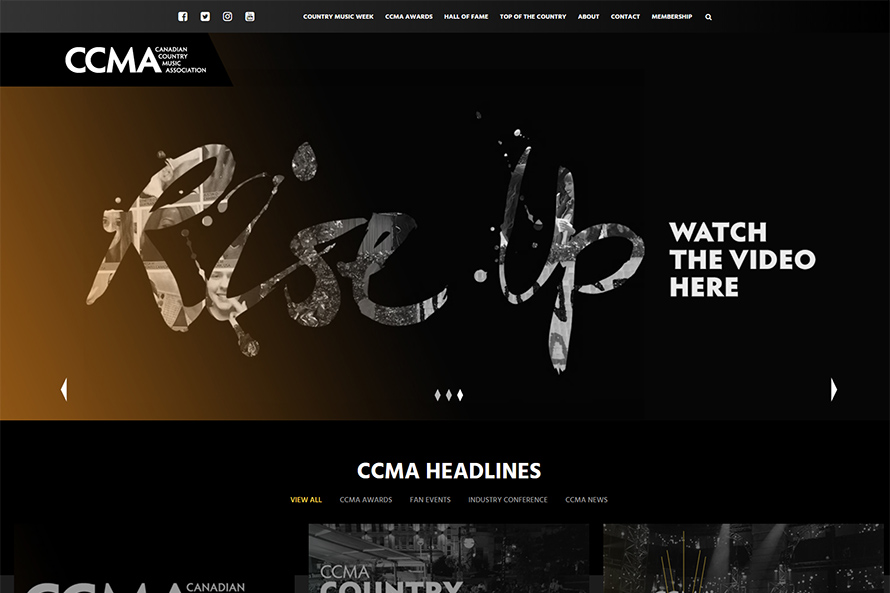 COUNTRY MUSIC WEEK CCMA AWARDS HALL OF FAME TOP OF THE COUNTRY ABOUT CONTACT MEMBERSHIP
CCMA
CANADIAN
COUNTRY
MUSIC
ASSOCIATION
Rise Up
WATCH
THE VIDEO
HERE
CCMA HEADLINES
VIEW ALL CCMA AWARDS FAN EVENTS INDUSTRY CONFERENCE CCMA NEWS
CCMA
CANADIAN
COUNTRY
CCMA
COUNTRY